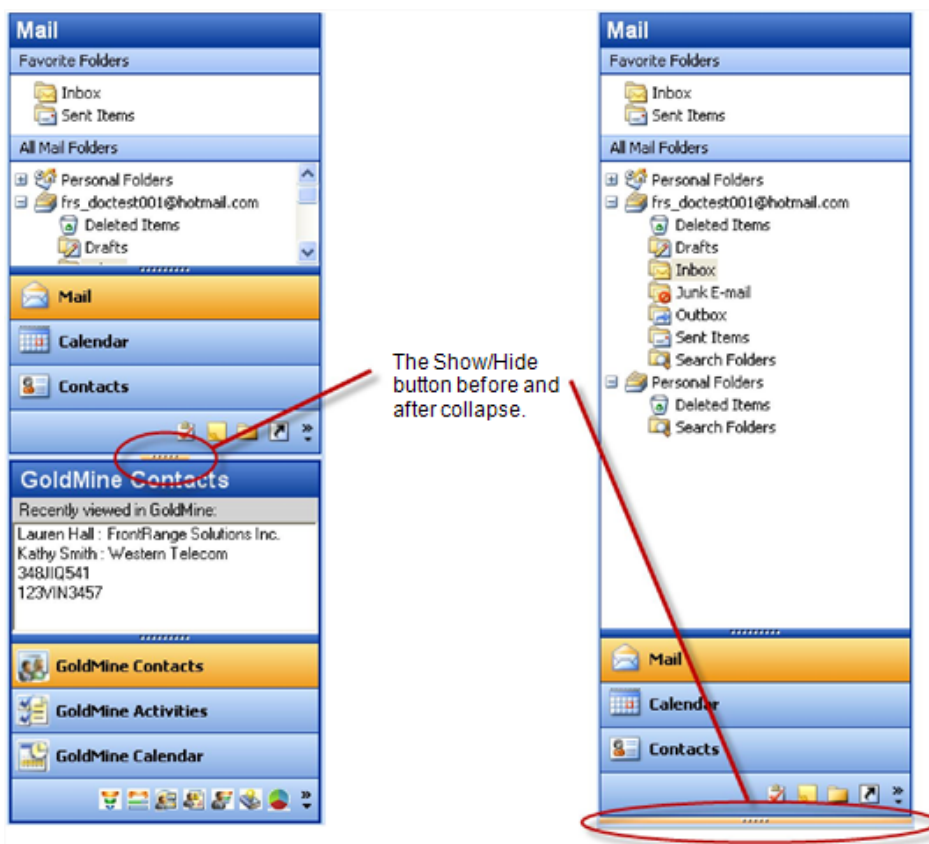 Mail
Favorite Folders
Inbox
Sent Items
All Mail Folders
Personal Folders
frs_doctest001@hotmail.com
Deleted Items
Drafts
Mail
Calendar
Contacts
GoldMine Contacts
Recently viewed in GoldMine:
Lauren Hall : FrontRange Solutions Inc.
Kathy Smith : Western Telecom
348JIQ541
123VIN3457
GoldMine Contacts
GoldMine Activities
GoldMine Calendar
The Show/Hide
button before and
after collapse.
Mail
Favorite Folders
Inbox
Sent Items
All Mail Folders
Personal Folders
frs_doctest001@hotmail.com
Deleted Items
Drafts
Inbox
Junk E-mail
Outbox
Sent Items
Search Folders
Personal Folders
Deleted Items
Search Folders
Mail
Calendar
Contacts